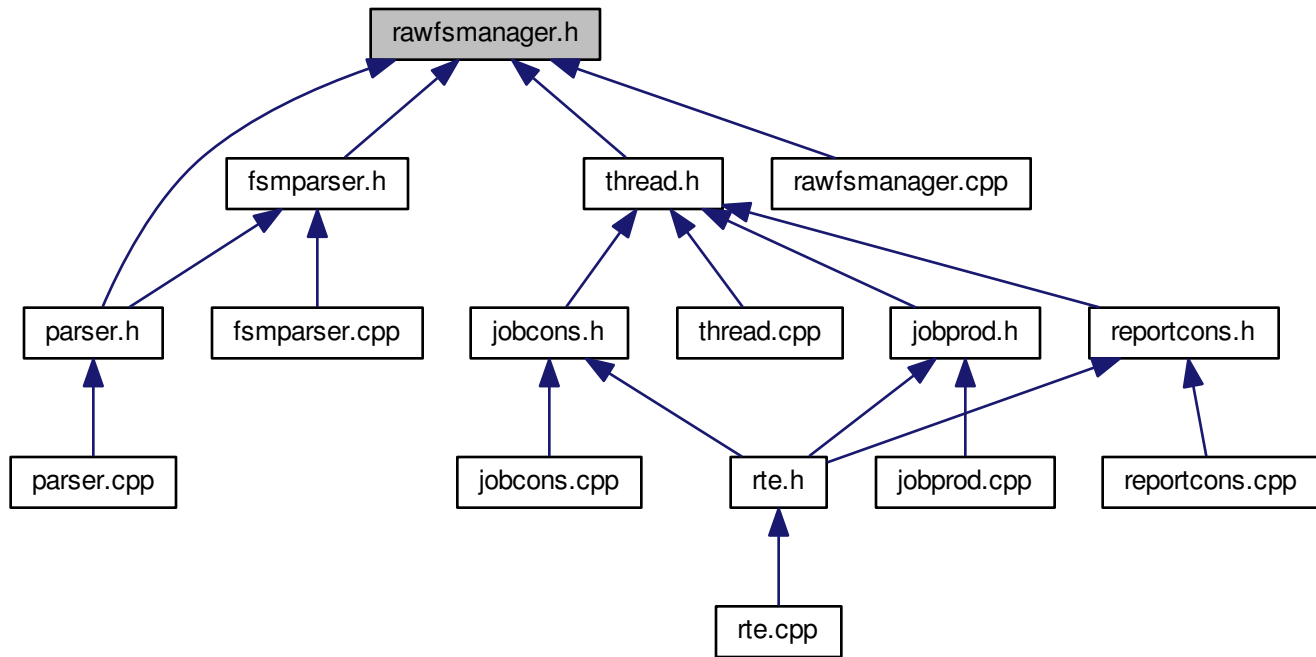 rawfsmanager.h
fsmparser.h
thread.h
rawfsmanager.cpp
parser.h
fsmparser.cpp
jobcons.h
thread.cpp
jobprod.h
reportcons.h
parser.cpp
jobcons.cpp
rte.h
jobprod.cpp
reportcons.cpp
rte.cpp